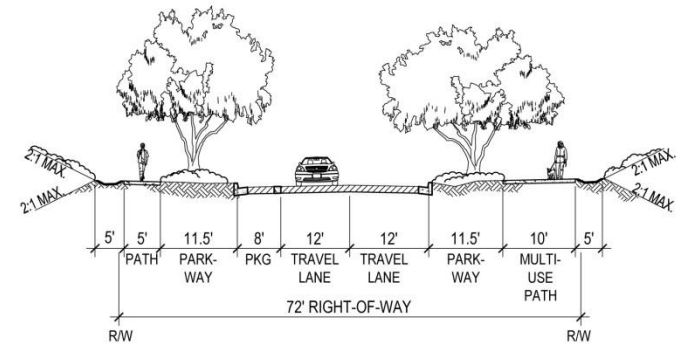 2:1 MAX.
2:1 MAX.
2:1 MAX.
2:1 MAX.
5' 5' 11.5' 8' 12' 12' 11.5' 10' 5'
PATH PARK- PKG TRAVEL TRAVEL PARK- MULTI-
WAY LANE LANE WAY USE
PATH
72' RIGHT-OF-WAY
R/W R/W